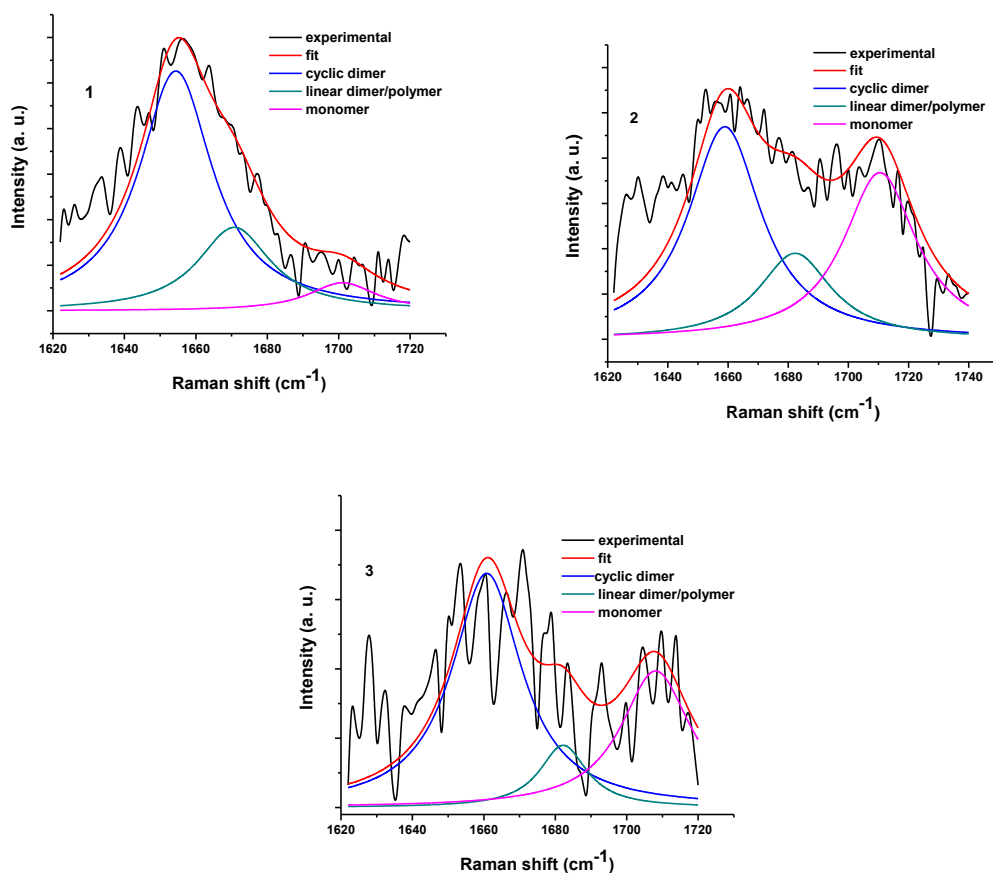 1
experimental
fit
cyclic dimer
linear dimer/polymer
monomer
Intensity (a. u.)
1620 1640 1660 1680 1700 1720
Raman shift (cm-1)
2
experimental
fit
cyclic dimer
linear dimer/polymer
monomer
Intensity (a. u.)
1620 1640 1660 1680 1700 1720 1740
Raman shift (cm-1)
3
experimental
fit
cyclic dimer
linear dimer/polymer
monomer
Intensity (a. u.)
1620 1640 1660 1680 1700 1720
Raman shift (cm-1)